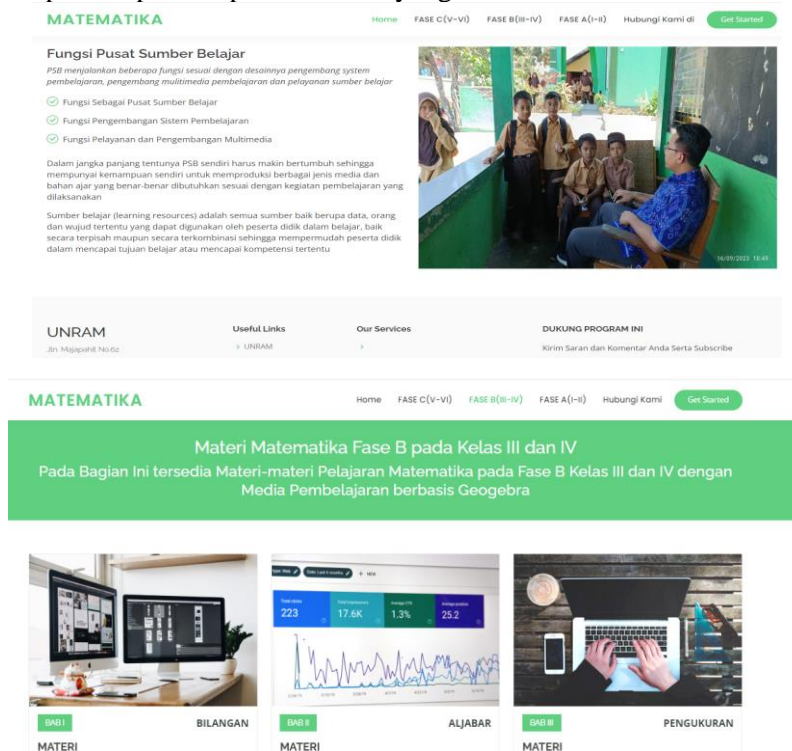 MATEMATIKA
Home FASE C(V-VI) FASE B(III-IV) FASE A(I-II) Hubungi Kami di Get Started
Fungsi Pusat Sumber Belajar
PSB menjalankan beberapa fungsi sesuai dengan desainnya pengembang system
pembelajaran, pengembang mulitimedia pembelajaran dan pelayanan sumber belajar
Fungsi Sebagai Pusat Sumber Belajar
Fungsi Pengembangan Sistem Pembelajaran
Fungsi Pelayanan dan Pengembangan Multimedia
Dalam jangka panjang tentunya PSB sendiri harus makin bertumbuh sehingga
mempunyai kemampuan sendiri untuk memproduksi berbagai jenis media dan
bahan ajar yang benar-benar dibutuhkan sesuai dengan kegiatan pembelajaran yang
dilaksanakan
Sumber belajar (learning resources) adalah semua sumber baik berupa data, orang
dan wujud tertentu yang dapat digunakan oleh peserta didik dalam belajar, baik
secara terpisah maupun secara terkombinasi sehingga mempermudah peserta didik
dalam mencapai tujuan belajar atau mencapai kompetensi tertentu
16/09/2023 10:49
UNRAM
Jln. Majapahit No.62
Useful Links
> UNRAM
Our Services
>
DUKUNG PROGRAM INI
Kirim Saran dan Komentar Anda Serta Subscribe
MATEMATIKA
Home FASE C(V-VI) FASE B(III-IV) FASE A(I-II) Hubungi Kami Get Started
Materi Matematika Fase B pada Kelas III dan IV
Pada Bagian Ini tersedia Materi-materi Pelajaran Matematika pada Fase B Kelas III dan IV dengan
Media Pembelajaran berbasis Geogebra
+ NEW
Total clicks
223
Total impressions
17.6K
Average CTR
1.3%
Average position
25.2
BAB I BILANGAN
MATERI
BAB II ALJABAR
MATERI
BAB III PENGUKURAN
MATERI